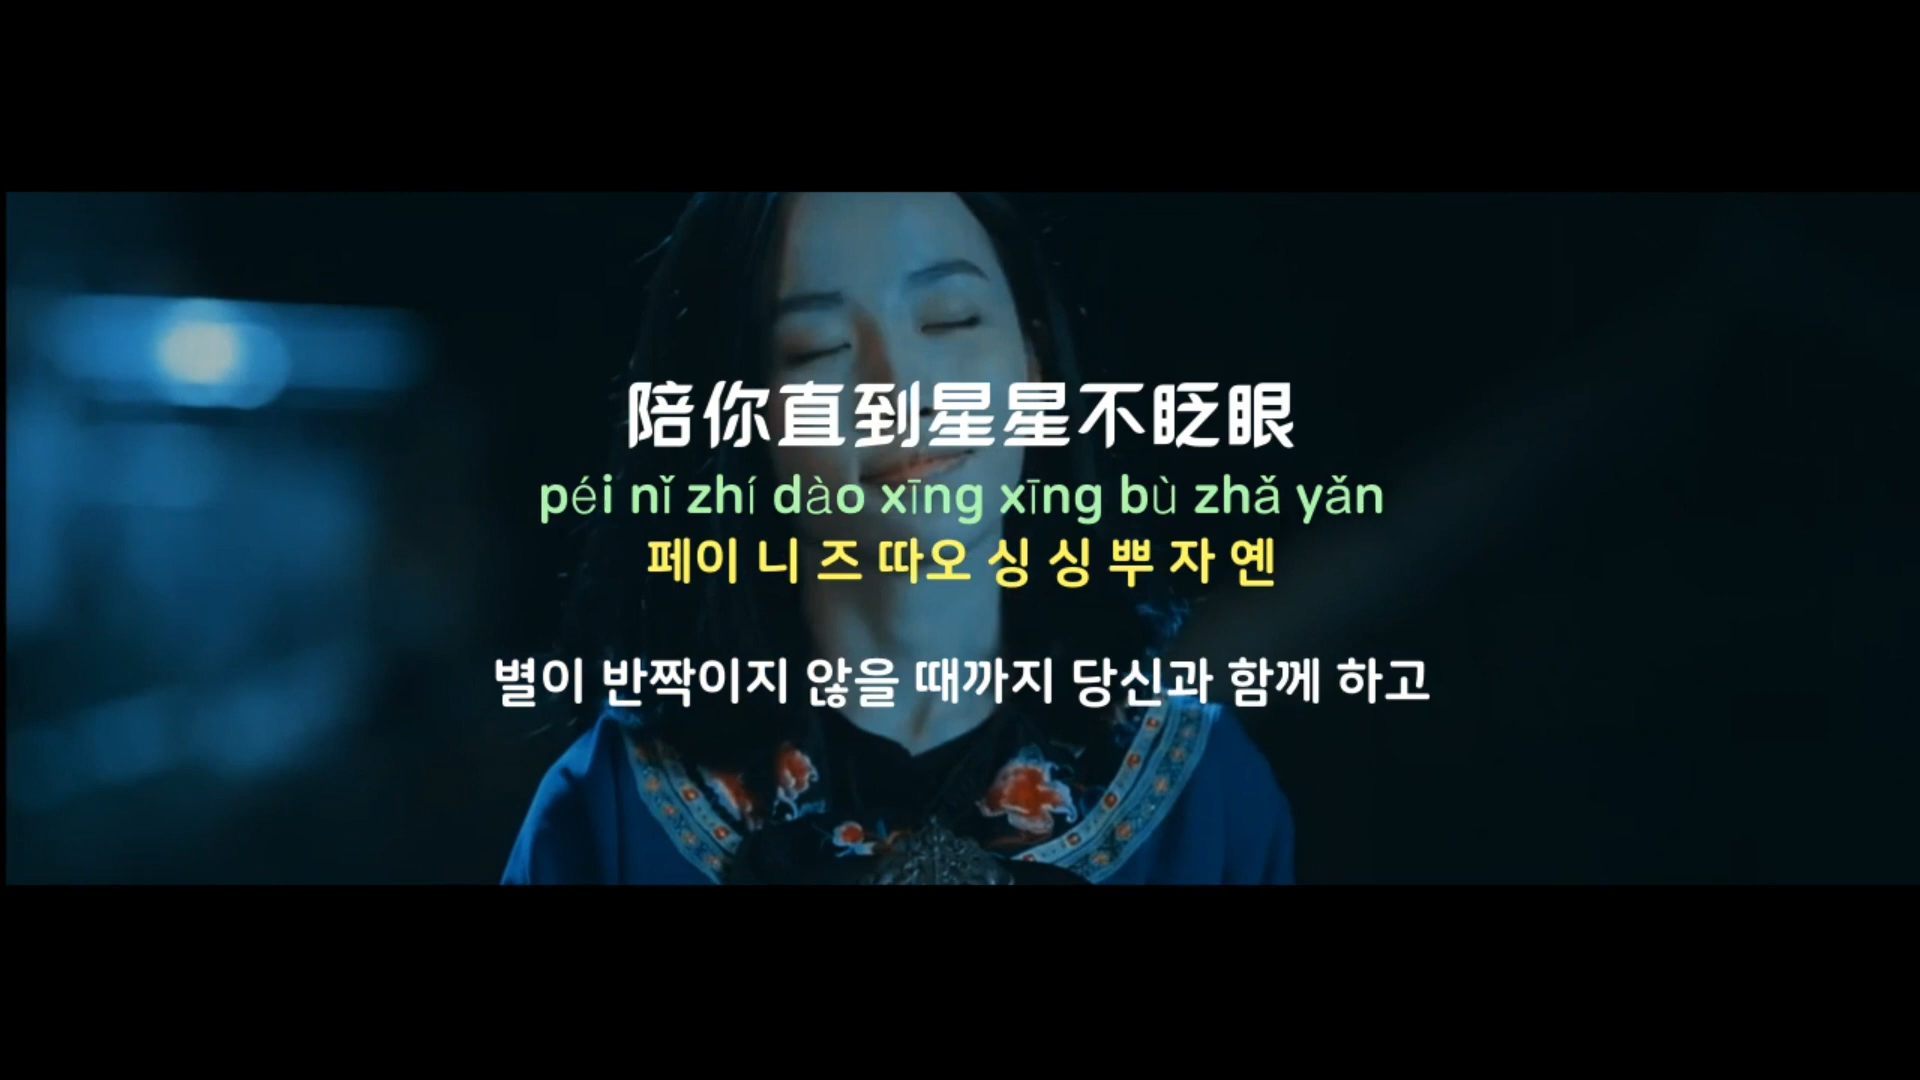 陪你直到星星不眨眼
péi nǐ zhí dào xīng xīng bù zhǎ yǎn
페이 니 즈 따오 싱 싱 뿌 자 옌
별이 반짝이지 않을 때까지 당신과 함께 하고